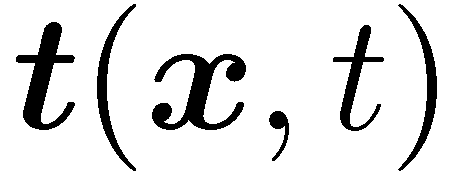 𝒕(𝒙, 𝑡)